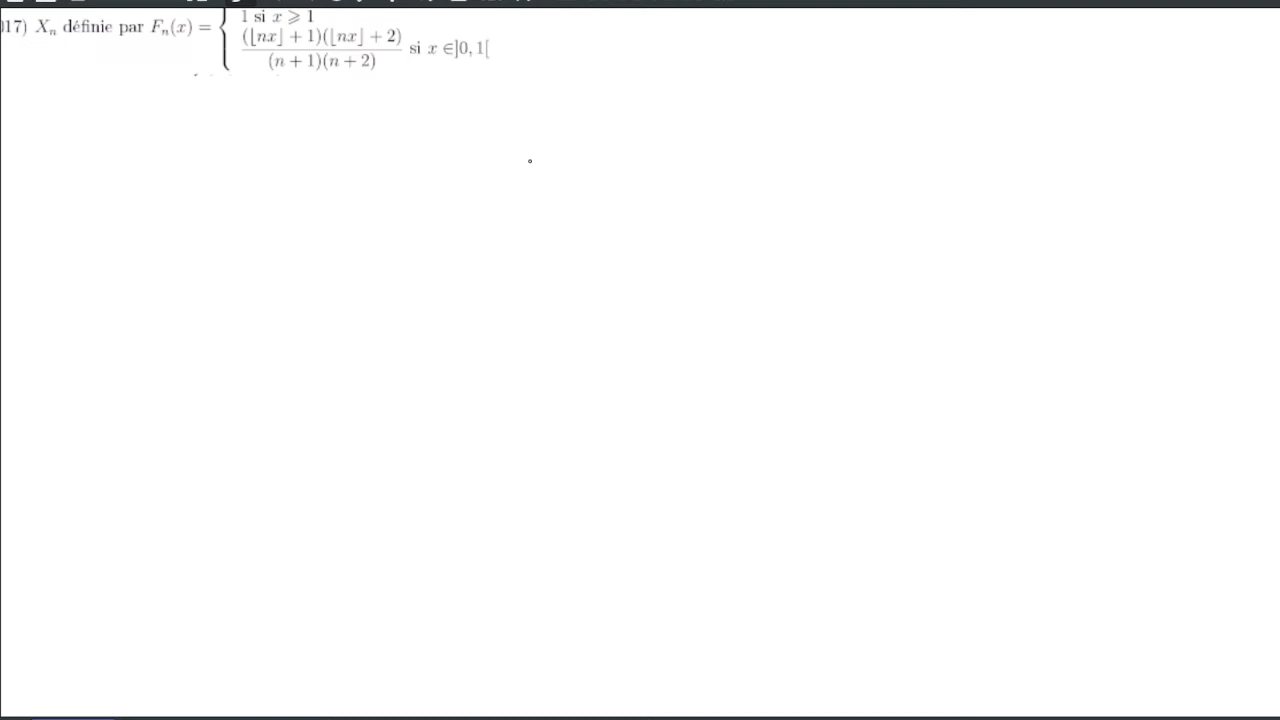 17) Xₙ définie par Fₙ(x) = { 1 si x ⩾ 1
(⌊nx⌋ + 1)(⌊nx⌋ + 2) / (n + 1)(n + 2) si x ∈]0, 1[